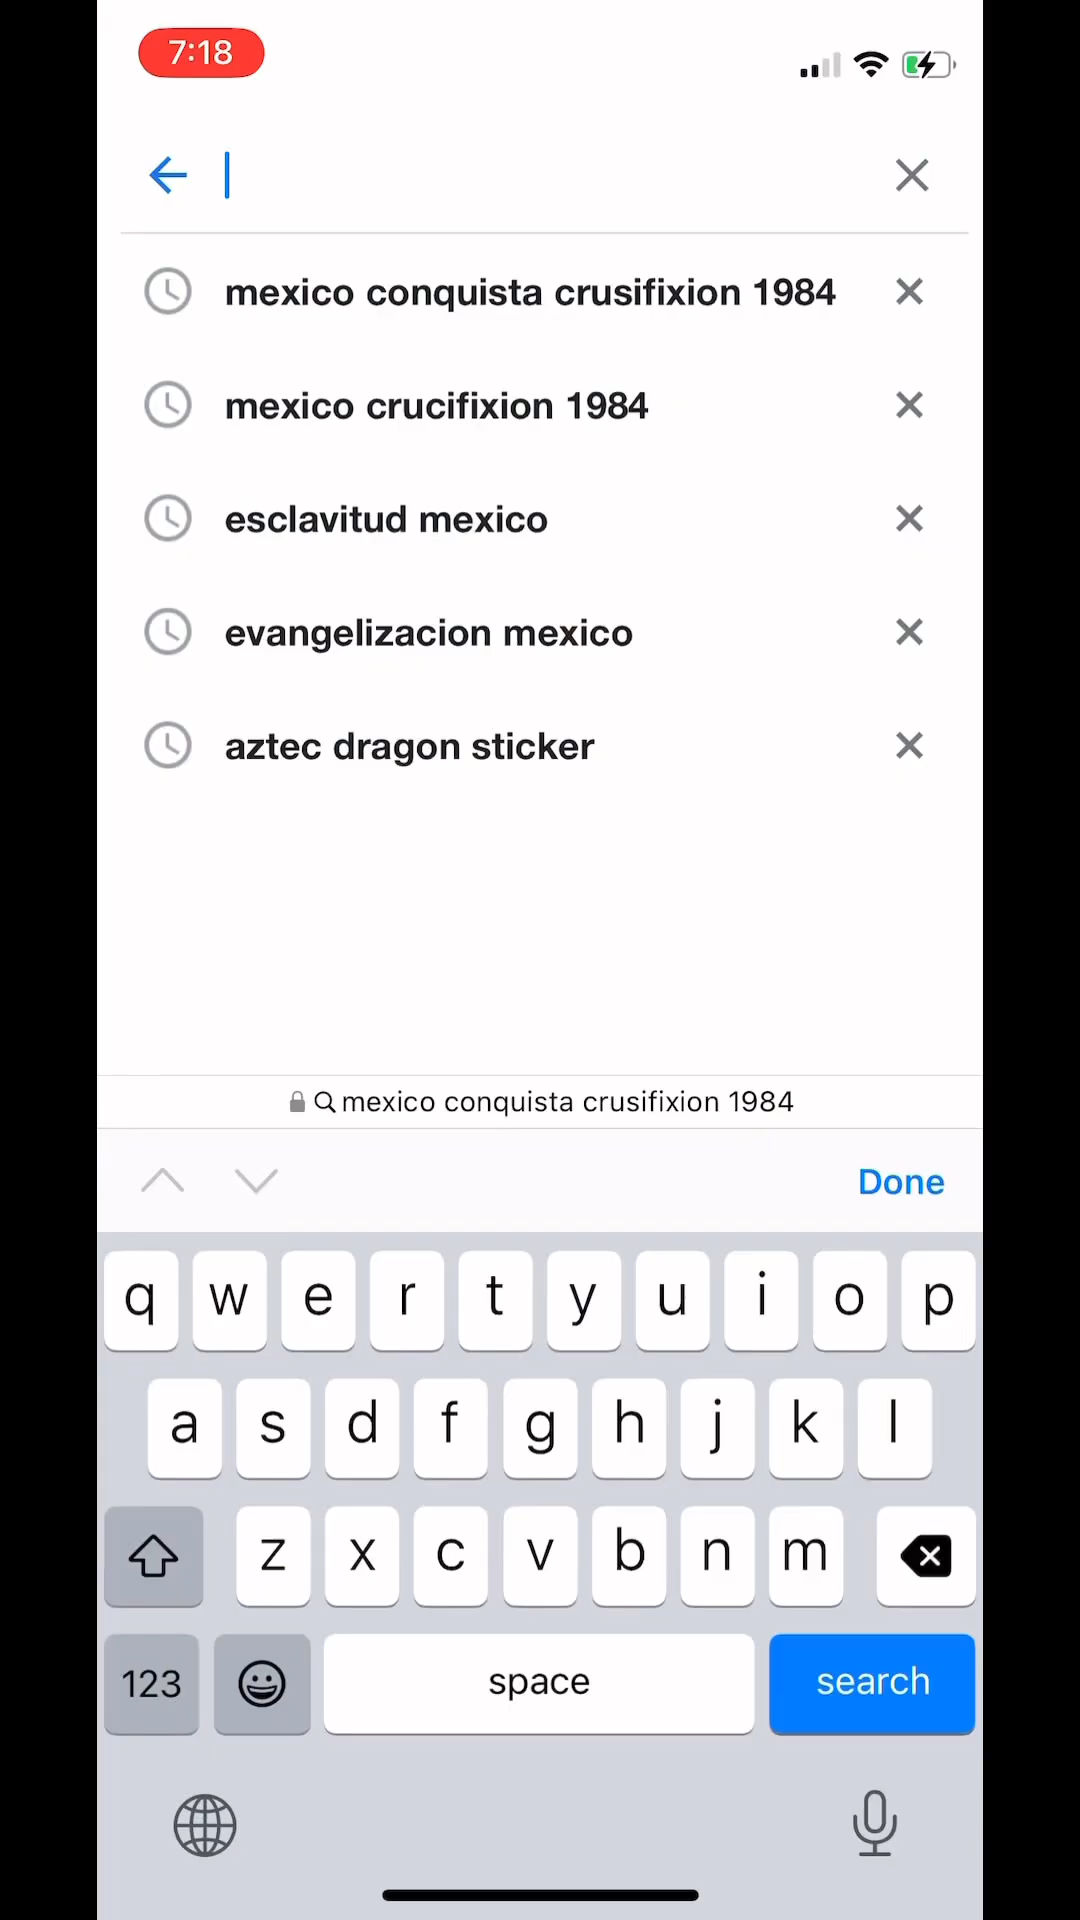 7:18
mexico conquista crusifixion 1984
mexico crucifixion 1984
esclavitud mexico
evangelizacion mexico
aztec dragon sticker
mexico conquista crusifixion 1984
Done
q w e r t y u i o p
a s d f g h j k l
z x c v b n m
123 space search